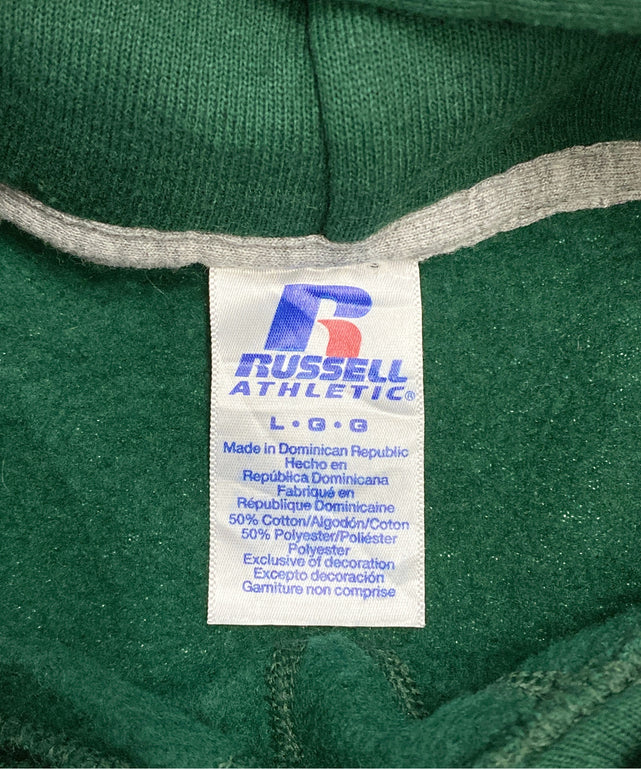 R
RUSSELL
ATHLETIC®
L • G • G
Made in Dominican Republic
Hecho en
República Dominicana
Fabriqué en
République Dominicaine
50% Cotton/Algodón/Coton
50% Polyester/Poliéster
Polyester
Exclusive of decoration
Excepto decoración
Garniture non comprise